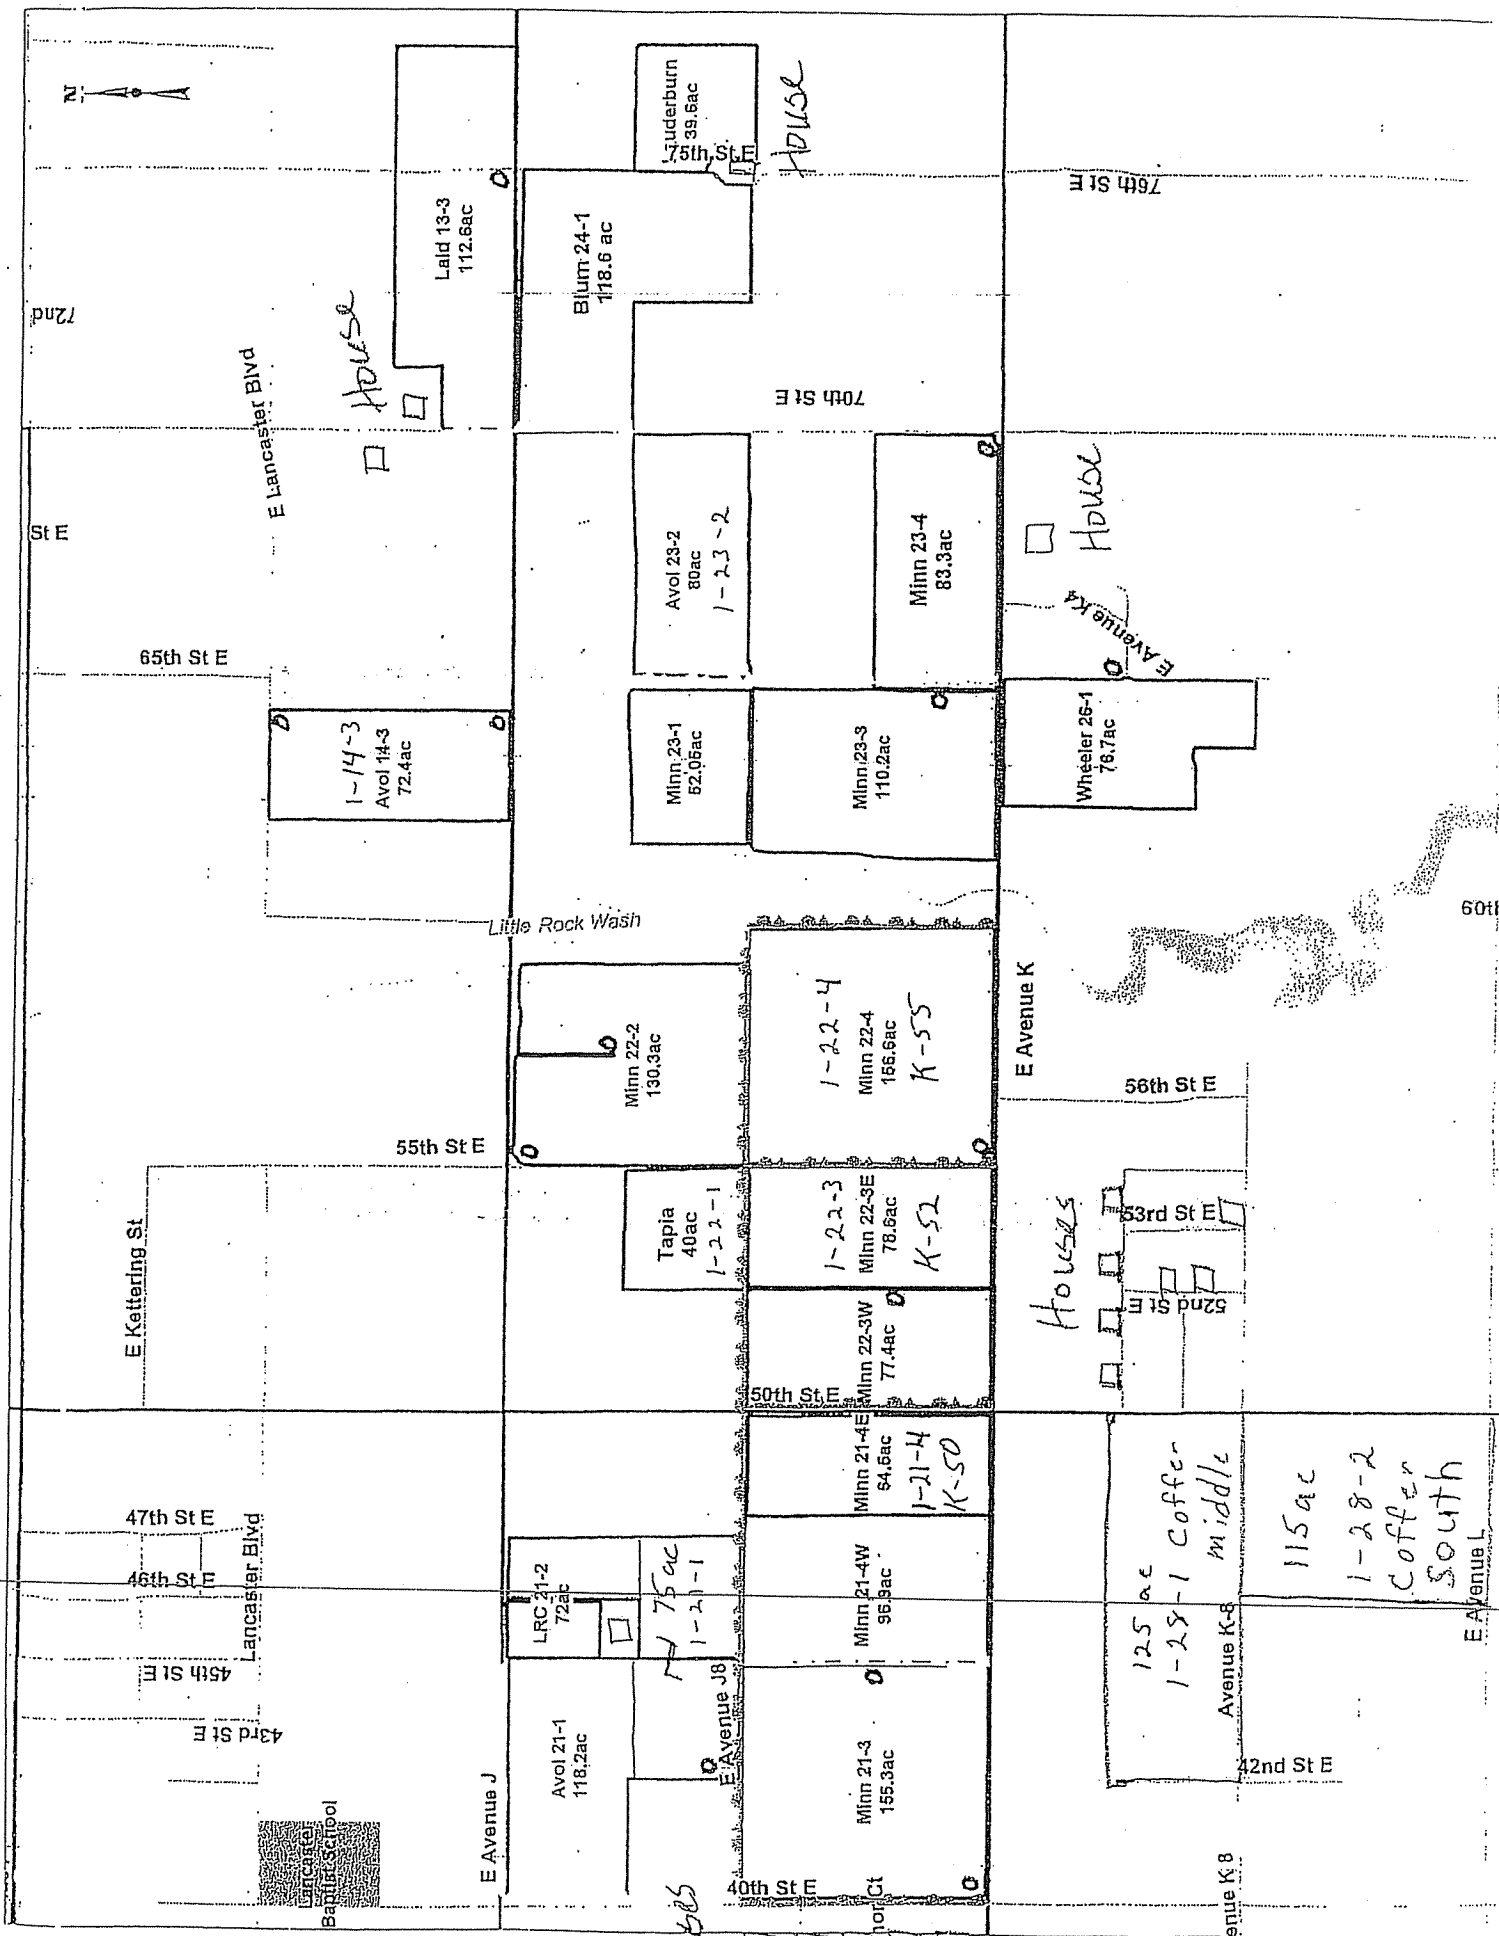 N
72nd
St E
E Lancaster Blvd
House
Laid 13-3
112.6ac
39.6ac
75th St E
House
Blum 24-1
118.6 ac
76th St E
70th St E
65th St E
1-14-3
Avol 14-3
72.4ac
Avol 23-2
80ac
1-23-2
Minn 23-4
83.3ac
House
E Avenue K4
Minn 23-1
52.05ac
Minn 23-3
110.2ac
Wheeler 26-1
76.7ac
Little Rock Wash
E Avenue K
Minn 22-2
130.3ac
1-22-4
Minn 22-4
156.6ac
K-55
56th St E
55th St E
E Kettering St
Tapia
40ac
1-22-1
1-22-3
Minn 22-3E
78.6ac
K-52
Houses
53rd St E
52nd St E
Minn 22-3W
77.4ac
50th St E
Minn 21-4E
64.6ac
1-21-4
K-50
47th St E
46th St E
Lancaster Blvd
45th St E
43rd St E
LRC 21-2
72ac
75ac
1-21-1
Minn 21-4W
96.9ac
125 ac
1-28-1 Coffer
middle
Avenue K-8
115ac
1-28-2
Coffer
South
E Avenue L
E Avenue J8
Avol 21-1
118.2ac
Minn 21-3
155.3ac
42nd St E
E Avenue J
Lancaster
Baptist School
40th St E
Ct
enue K 8